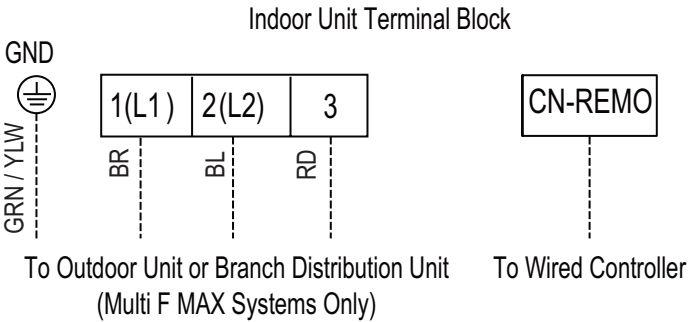 Indoor Unit Terminal Block
GND
1(L1)
2(L2)
3
CN-REMO
GRN / YLW
BR
BL
RD
To Outdoor Unit or Branch Distribution Unit
(Multi F MAX Systems Only)
To Wired Controller